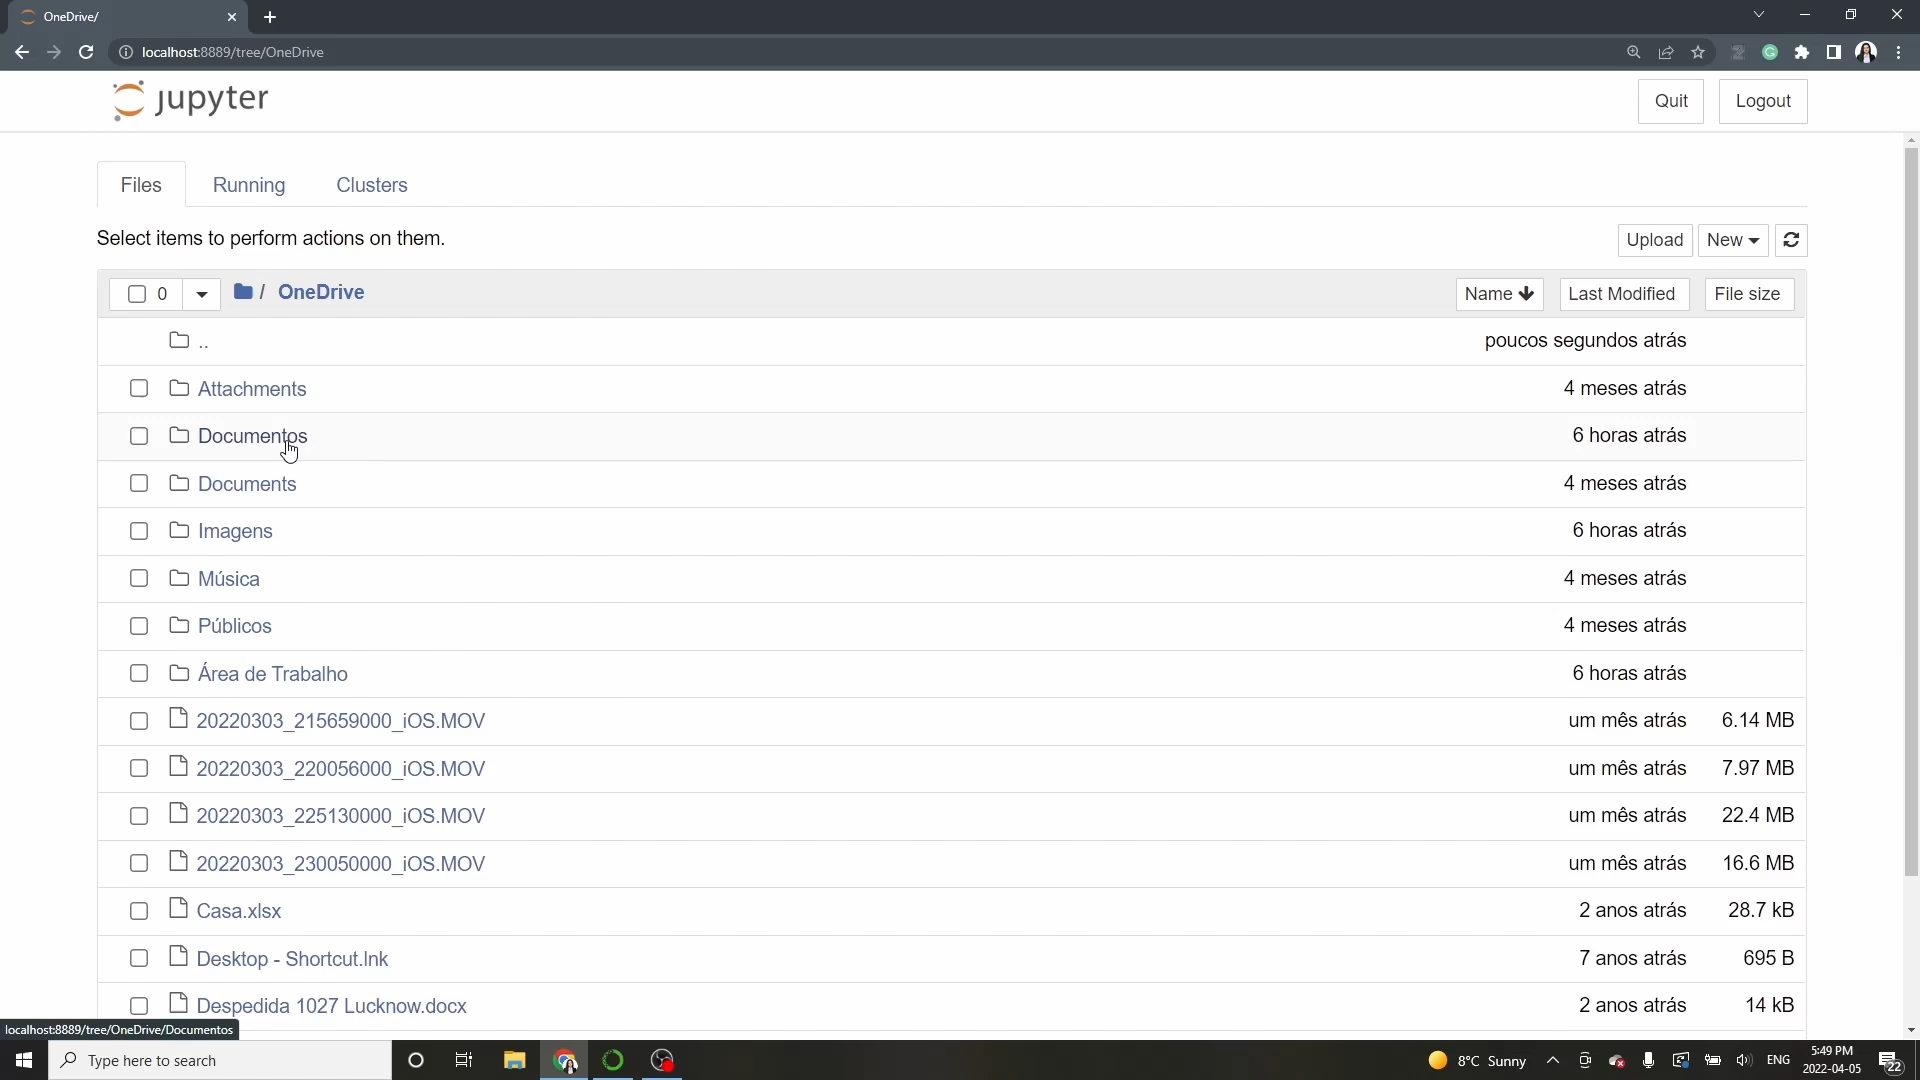 OneDrive/
localhost:8889/tree/OneDrive
jupyter
Quit
Logout
Files
Running
Clusters
Select items to perform actions on them.
Upload
New
0
/ OneDrive
Name
Last Modified
File size
..
poucos segundos atrás
Attachments
4 meses atrás
Documentos
6 horas atrás
Documents
4 meses atrás
Imagens
6 horas atrás
Música
4 meses atrás
Públicos
4 meses atrás
Área de Trabalho
6 horas atrás
20220303_215659000_iOS.MOV
um mês atrás
6.14 MB
20220303_220056000_iOS.MOV
um mês atrás
7.97 MB
20220303_225130000_iOS.MOV
um mês atrás
22.4 MB
20220303_230050000_iOS.MOV
um mês atrás
16.6 MB
Casa.xlsx
2 anos atrás
28.7 kB
Desktop - Shortcut.lnk
7 anos atrás
695 B
Despedida 1027 Lucknow.docx
2 anos atrás
14 kB
localhost:8889/tree/OneDrive/Documentos
Type here to search
8°C Sunny
ENG
5:49 PM
2022-04-05
22